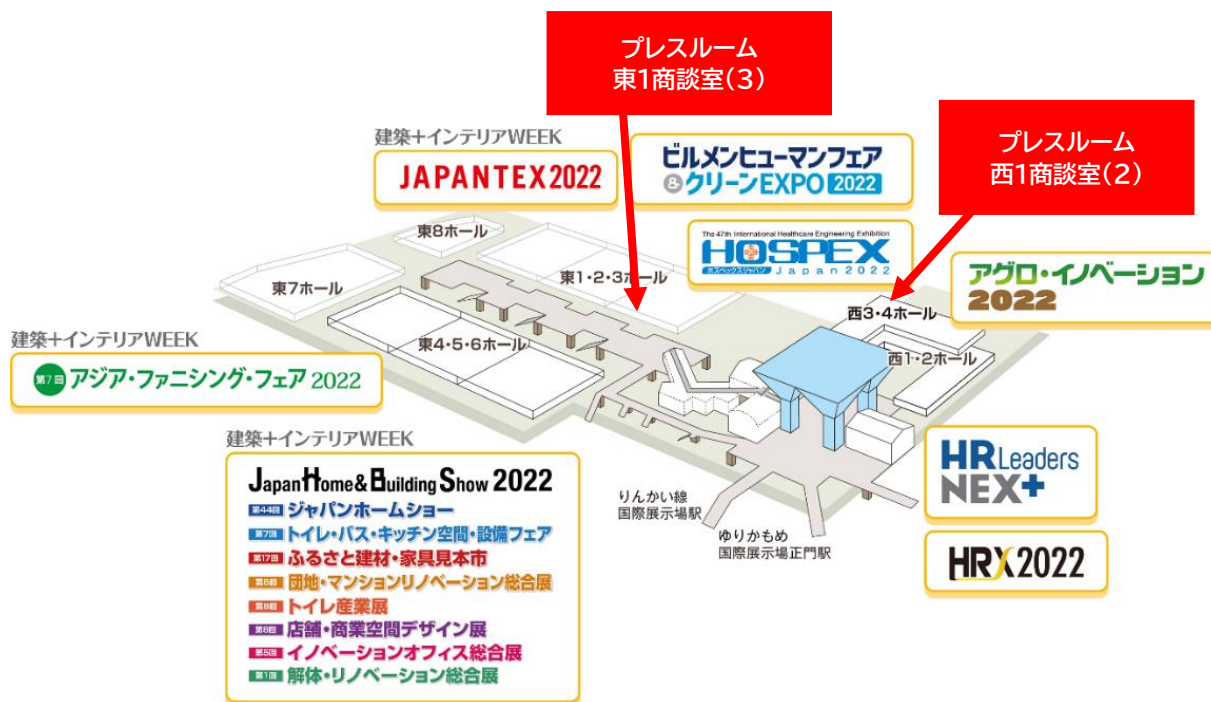 プレスルーム
東1商談室(3)
プレスルーム
西1商談室(2)
建築+インテリアWEEK
JAPANTEX2022
ビルメンヒューマンフェア
&クリーンEXPO 2022
The 47th International Healthcare Engineering Exhibition
HOSPEX
ホスペックスジャパン Japan 2022
アグロ・イノベーション
2022
東8ホール
東7ホール
東1・2・3ホール
東4・5・6ホール
西3・4ホール
西1・2ホール
建築+インテリアWEEK
第7回 アジア・ファニシング・フェア 2022
建築+インテリアWEEK
Japan Home & Building Show 2022
第44回 ジャパンホームショー
第7回 トイレ・バス・キッチン空間・設備フェア
第17回 ふるさと建材・家具見本市
団地・マンションリノベーション総合展
トイレ産業展
店舗・商業空間デザイン展
第5回 イノベーションオフィス総合展
第1回 解体・リノベーション総合展
りんかい線
国際展示場駅
ゆりかもめ
国際展示場正門駅
HR Leaders
NEX+
HRX2022